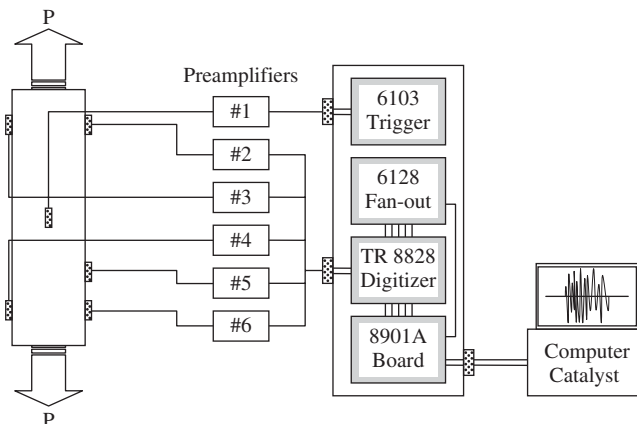 P
Preamplifiers
#1
#2
#3
#4
#5
#6
6103
Trigger
6128
Fan-out
TR 8828
Digitizer
8901A
Board
Computer
Catalyst
P